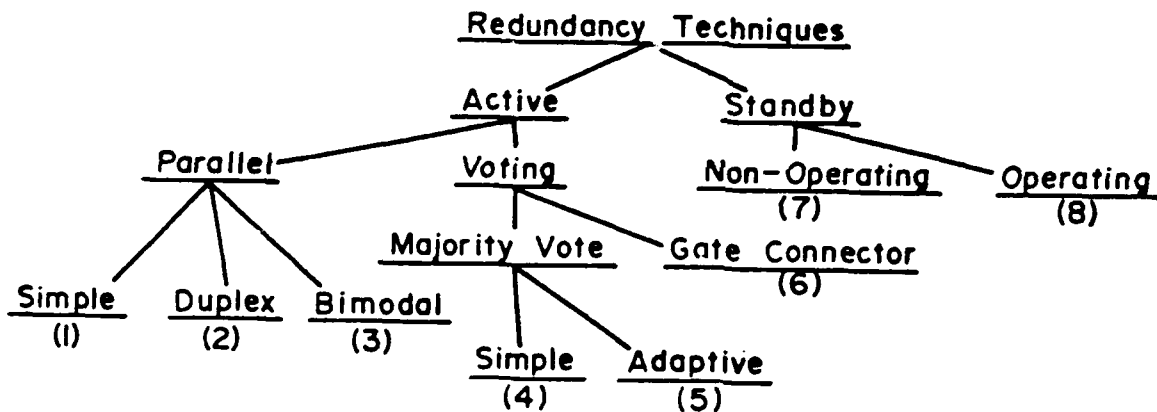 Redundancy Techniques
Active
Standby
Parallel
Voting
Non-Operating
(7)
Operating
(8)
Majority Vote
Gate Connector
(6)
Simple
(1)
Duplex
(2)
Bimodal
(3)
Simple
(4)
Adaptive
(5)